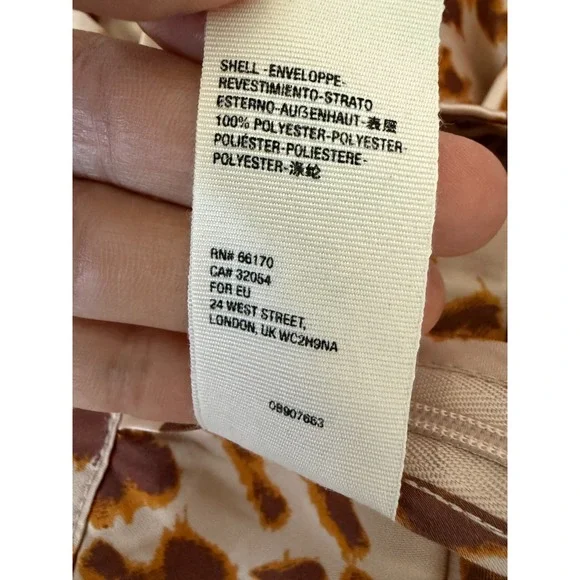 SHELL -ENVELOPPE-
REVESTIMIENTO-STRATO
ESTERNO-AUßENHAUT-表层
100% POLYESTER-POLYESTER-
POLIÉSTER-POLIESTERE-
POLYESTER-涤纶
RN# 66170
CA# 32054
FOR EU
24 WEST STREET,
LONDON, UK WC2H9NA
09907663